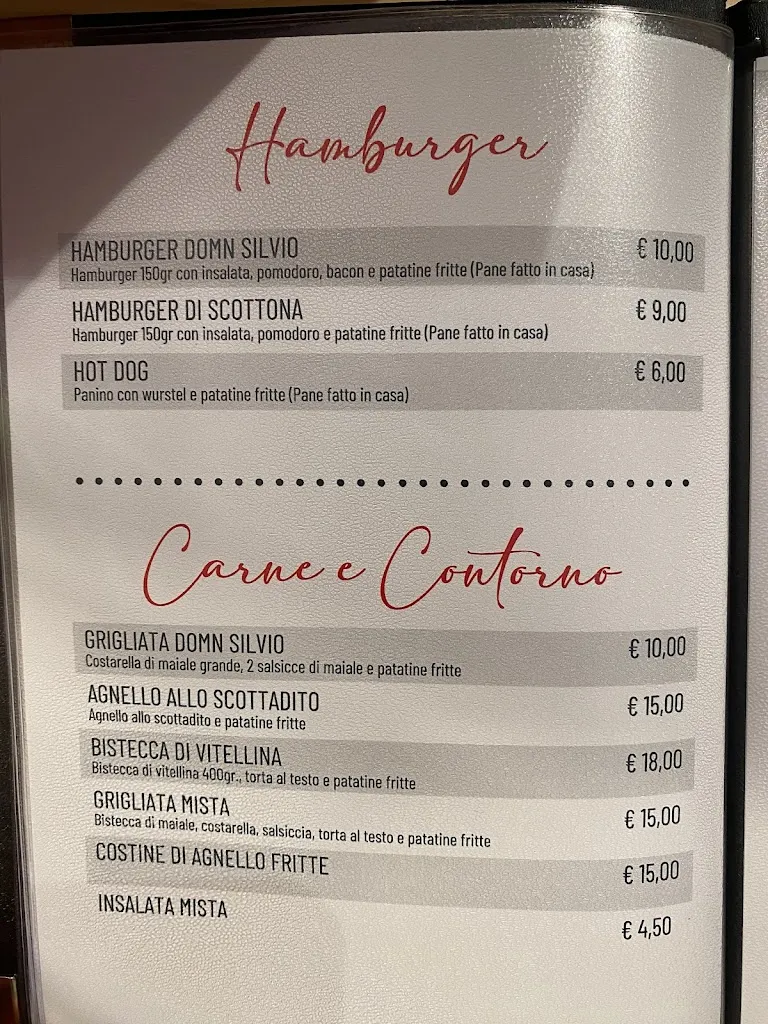 Hamburger
HAMBURGER DOMN SILVIO € 10,00
Hamburger 150gr con insalata, pomodoro, bacon e patatine fritte (Pane fatto in casa)
HAMBURGER DI SCOTTONA € 9,00
Hamburger 150gr con insalata, pomodoro e patatine fritte (Pane fatto in casa)
HOT DOG € 6,00
Panino con wurstel e patatine fritte (Pane fatto in casa)
Carne e Contorno
GRIGLIATA DOMN SILVIO € 10,00
Costarella di maiale grande, 2 salsicce di maiale e patatine fritte
AGNELLO ALLO SCOTTADITO € 15,00
Agnello allo scottadito e patatine fritte
BISTECCA DI VITELLINA € 18,00
Bistecca di vitellina 400gr., torta al testo e patatine fritte
GRIGLIATA MISTA € 15,00
Bistecca di maiale, costarella, salsiccia, torta al testo e patatine fritte
COSTINE DI AGNELLO FRITTE € 15,00
INSALATA MISTA € 4,50